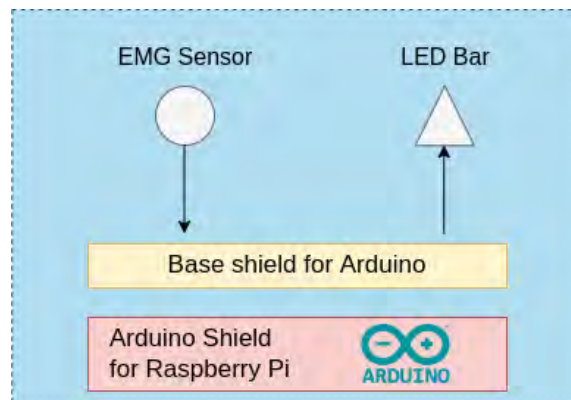 EMG Sensor
LED Bar
Base shield for Arduino
Arduino Shield
for Raspberry Pi
ARDUINO